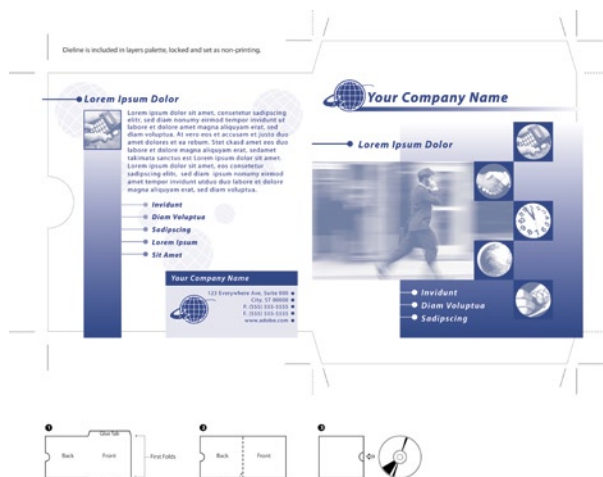 Dieline is included in layers palette, locked and set as non-printing.
Lorem Ipsum Dolor
Lorem ipsum dolor sit amet, consetetur sadipscing
elitr, sed diam nonumy eirmod tempor invidunt ut
labore et dolore amet magna aliquyam erat, sed
diam voluptua. At vero eos et accusam et justo duo
amet dolores et ea rebum. Stet chaud amet eos duo
labore et dolore magna aliquyam erat, sedamet
takimata sanctus est Lorem ipsum dolor sit amet.
Lorem ipsum dolor sit amet, consetetur
sadipscing elitr, sed diam ipsum nonumy eirmod
amet tempor invidunt utduo duo labore et dolore
magna aliquyam erat, sed diam voluptua.
Invidunt
Diam Voluptua
Sadipscing
Lorem Ipsum
Sit Amet
Your Company Name
123 Everywhere Ave, Suite 000
City, ST 00000
P. (555) 555-5555
F. (555) 555-5555
www.adobe.com
Your Company Name
Lorem Ipsum Dolor
Invidunt
Diam Voluptua
Sadipscing
1
Glue Tab
Back
Front
First Folds
2
Back
Front
3